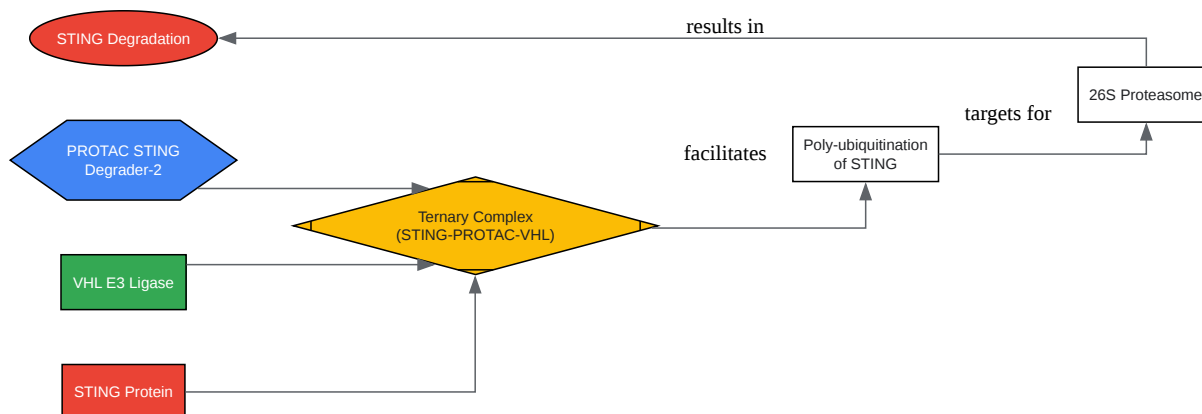 results in
STING Degradation
26S Proteasome
targets for
PROTAC STING
Degrader-2
facilitates
Poly-ubiquitination
of STING
Ternary Complex
(STING-PROTAC-VHL)
VHL E3 Ligase
STING Protein